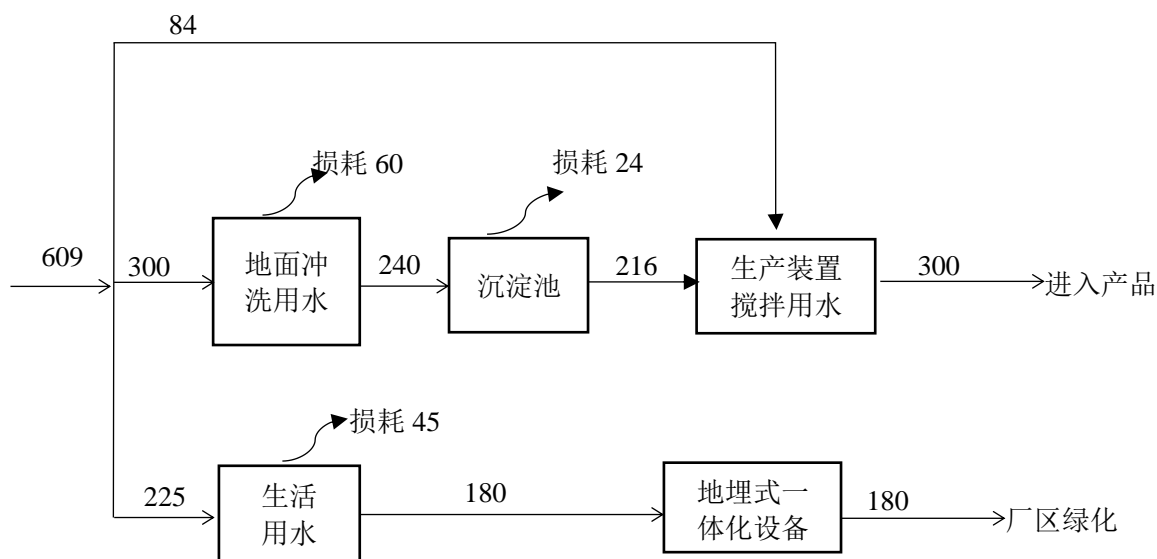 84
损耗 60
损耗 24
609
300
地面冲
洗用水
240
沉淀池
216
生产装置
搅拌用水
300
进入产品
损耗 45
225
生活
用水
180
地埋式一
体化设备
180
厂区绿化